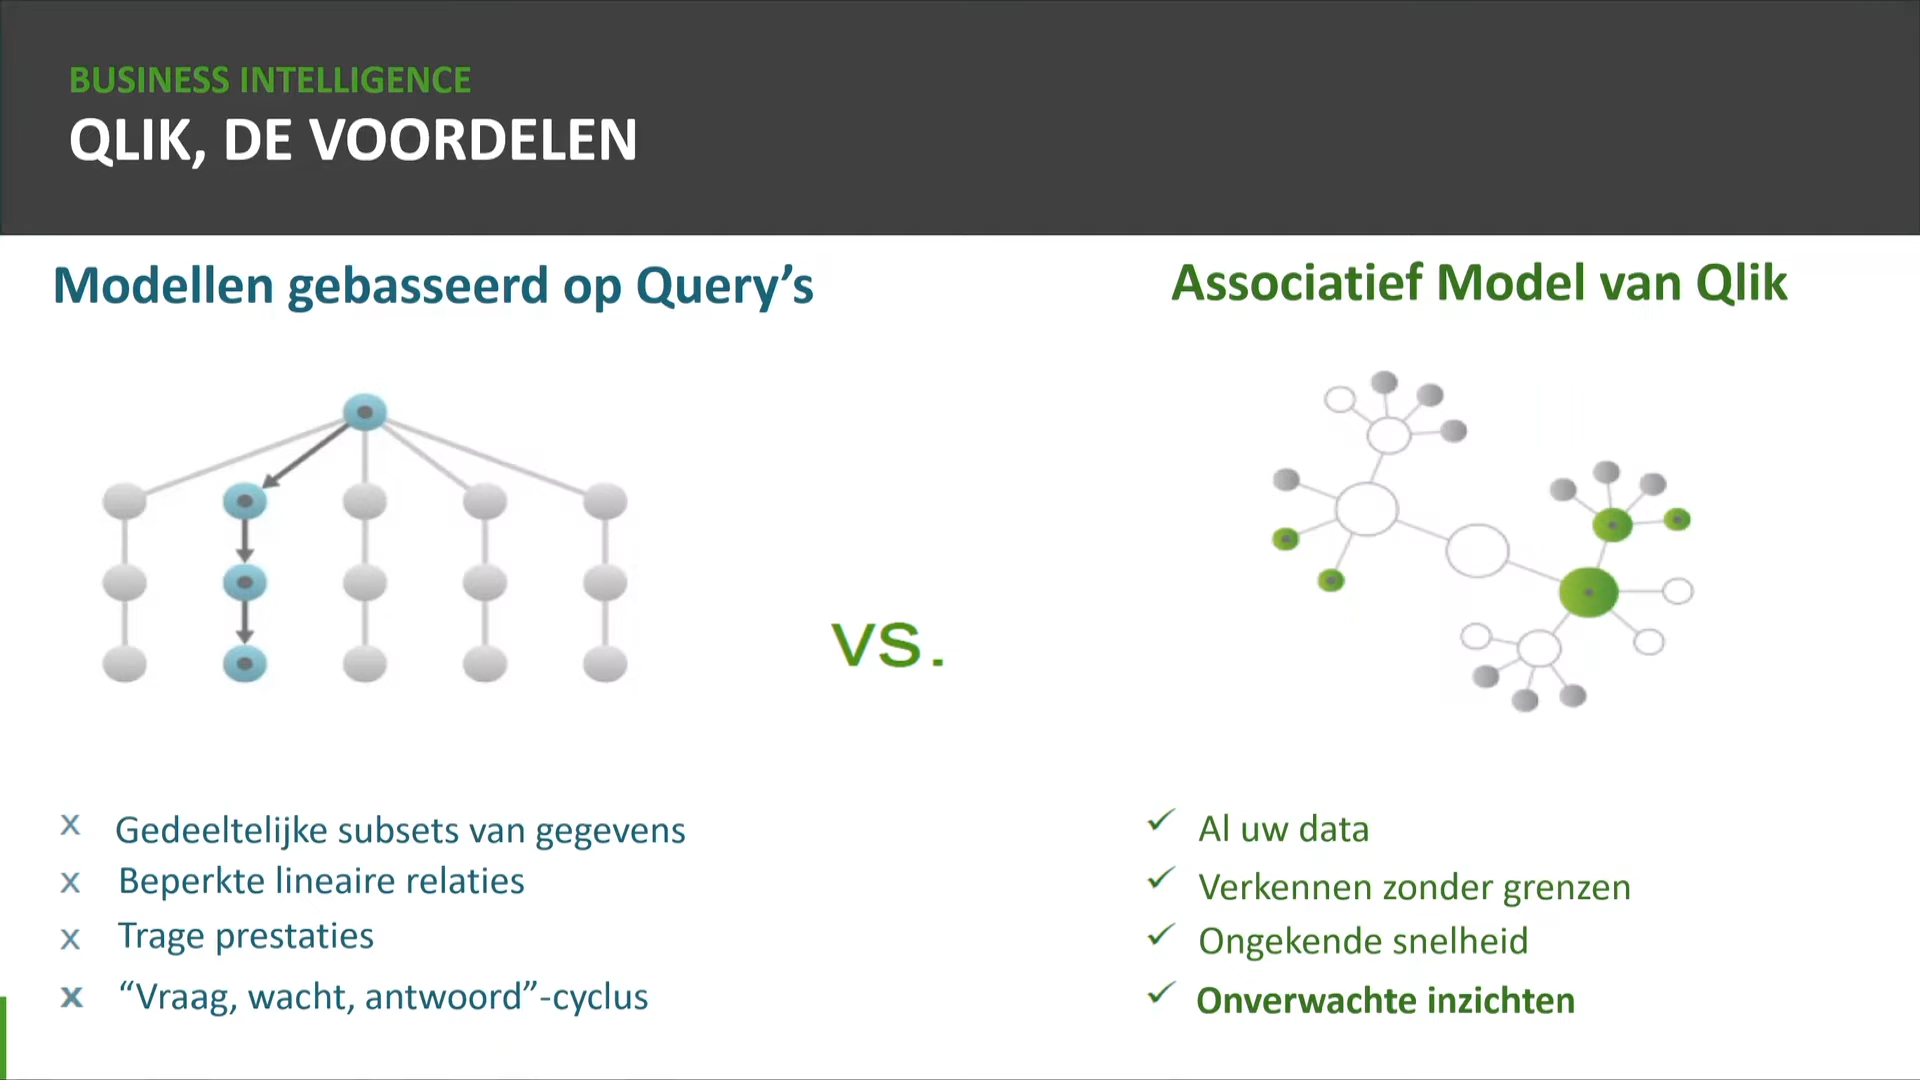 BUSINESS INTELLIGENCE
QLIK, DE VOORDELEN
Modellen gebasseerd op Query’s
x Gedeeltelijke subsets van gegevens
x Beperkte lineaire relaties
x Trage prestaties
x “Vraag, wacht, antwoord”-cyclus
vs.
Associatief Model van Qlik
✓ Al uw data
✓ Verkennen zonder grenzen
✓ Ongekende snelheid
✓ Onverwachte inzichten